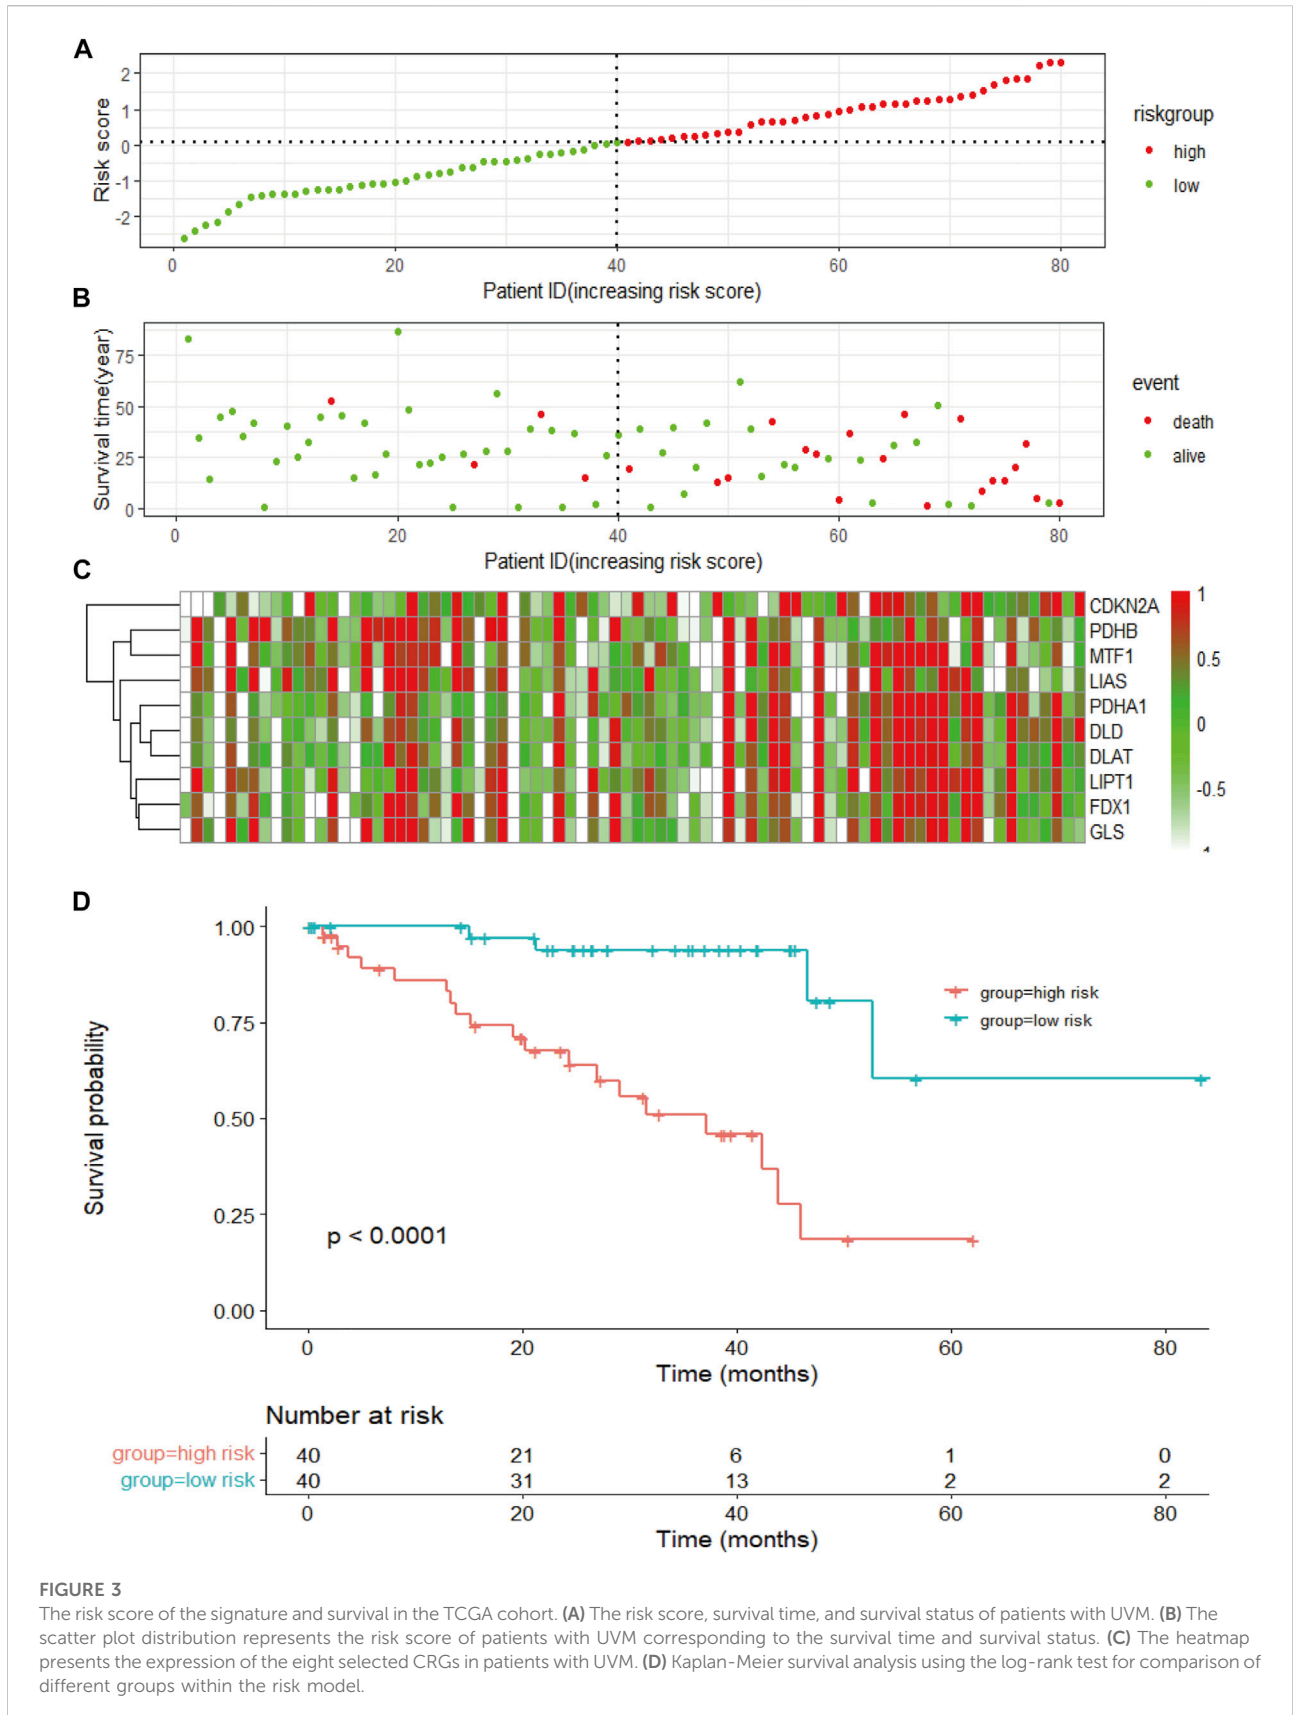 A
2
1
0
-1
-2
Risk score
0 20 40 60 80
Patient ID(increasing risk score)
riskgroup
high
low
B
75
50
25
0
Survival time(year)
0 20 40 60 80
Patient ID(increasing risk score)
event
death
alive
C
CDKN2A
PDHB
MTF1
LIAS
PDHA1
DLD
DLAT
LIPT1
FDX1
GLS
1
0.5
0
-0.5
D
1.00
0.75
0.50
0.25
0.00
Survival probability
group=high risk
group=low risk
p < 0.0001
0 20 40 60 80
Time (months)
Number at risk
group=high risk 40 21 6 1 0
group=low risk 40 31 13 2 2
0 20 40 60 80
Time (months)
FIGURE 3
The risk score of the signature and survival in the TCGA cohort. (A) The risk score, survival time, and survival status of patients with UVM. (B) The
scatter plot distribution represents the risk score of patients with UVM corresponding to the survival time and survival status. (C) The heatmap
presents the expression of the eight selected CRGs in patients with UVM. (D) Kaplan-Meier survival analysis using the log-rank test for comparison of
different groups within the risk model.